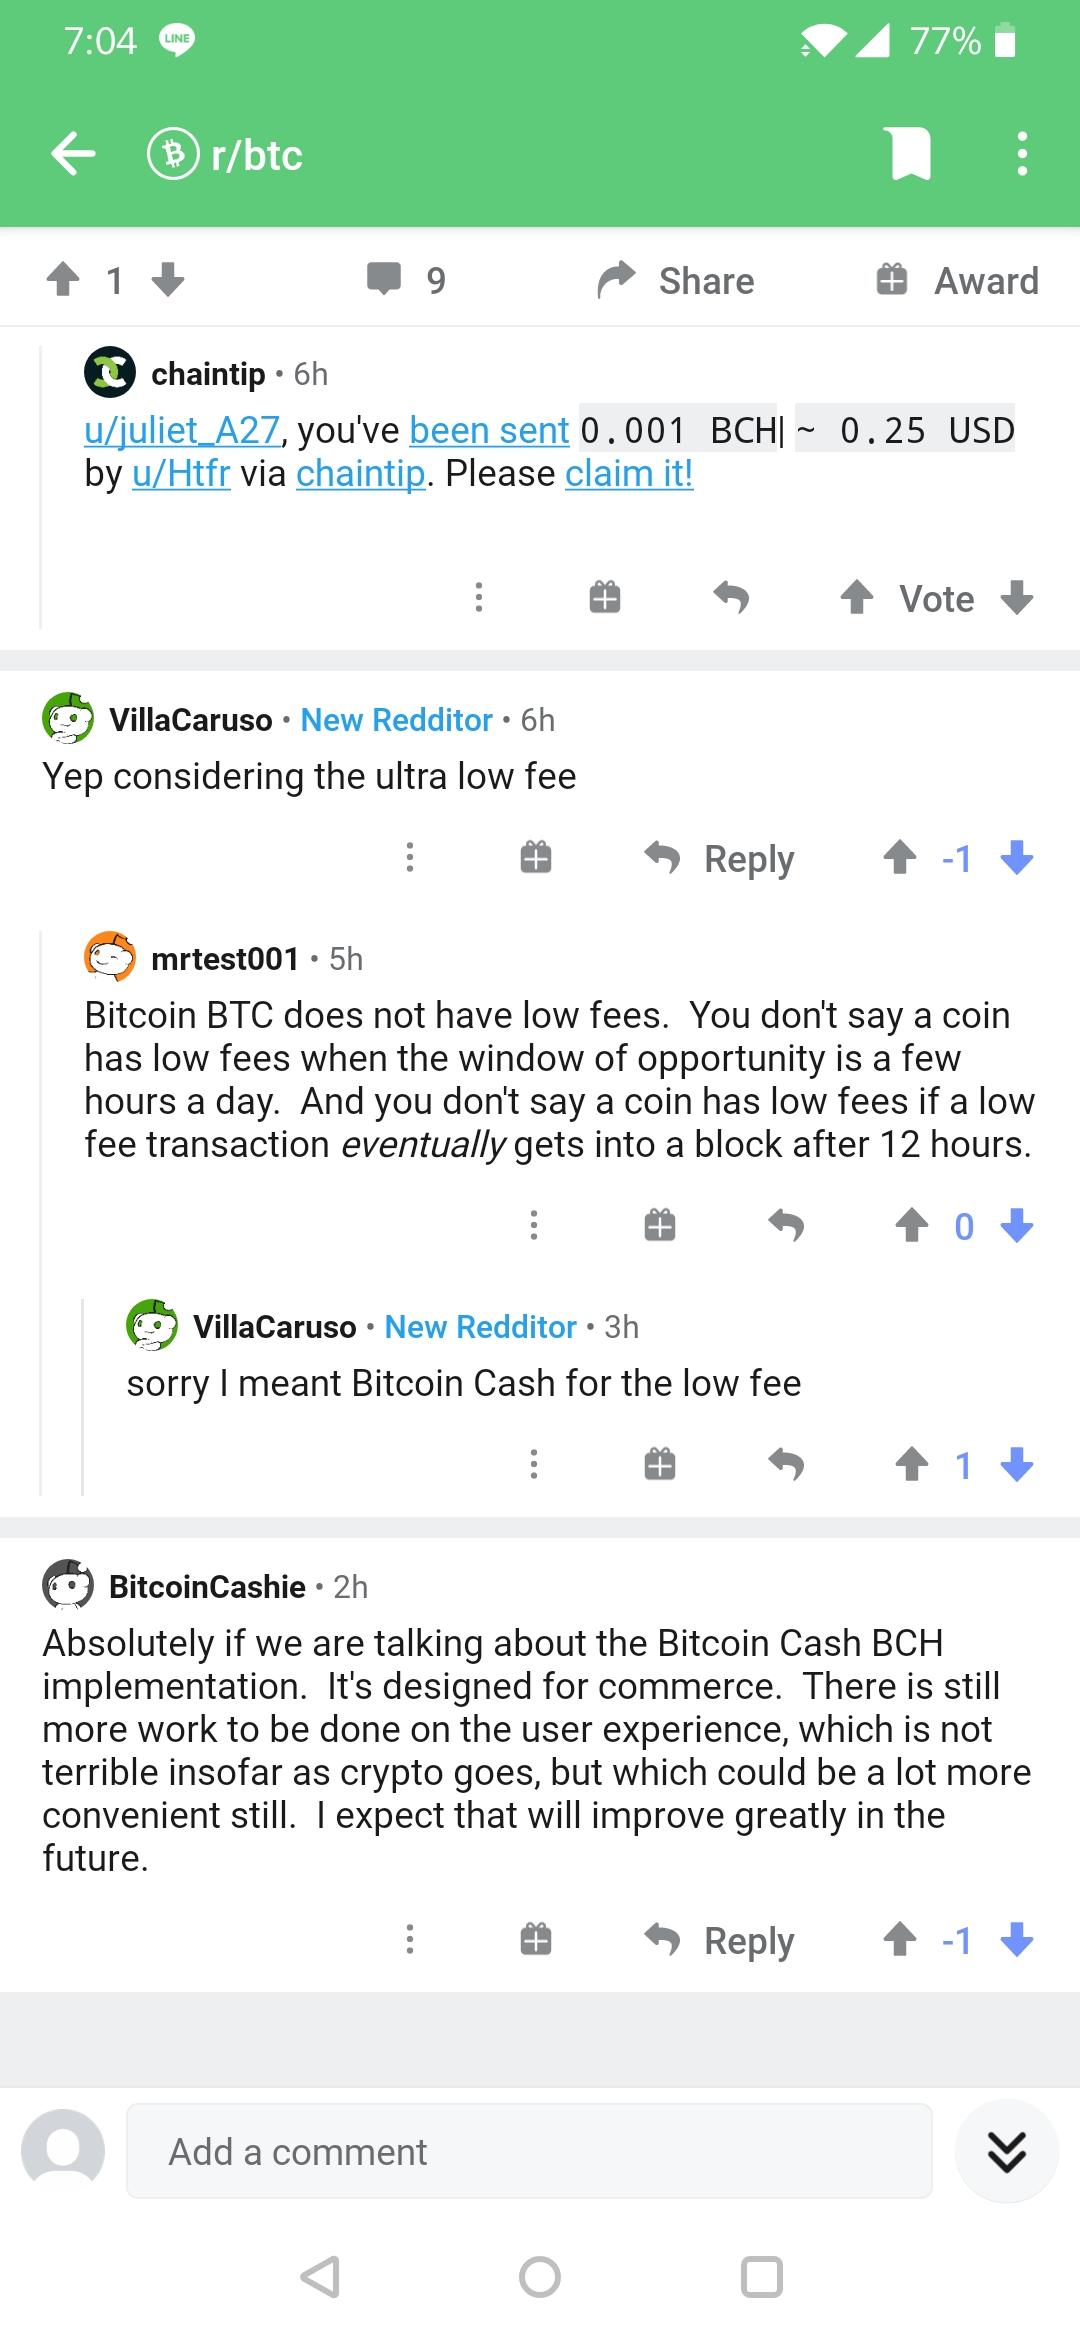 7:04 LINE 77%
r/btc
1 9 Share Award
chaintip • 6h
u/juliet_A27, you've been sent 0.001 BCH| ~ 0.25 USD
by u/Htfr via chaintip. Please claim it!
Vote
VillaCaruso • New Redditor • 6h
Yep considering the ultra low fee
Reply -1
mrtest001 • 5h
Bitcoin BTC does not have low fees.  You don't say a coin
has low fees when the window of opportunity is a few
hours a day.  And you don't say a coin has low fees if a low
fee transaction eventually gets into a block after 12 hours.
0
VillaCaruso • New Redditor • 3h
sorry I meant Bitcoin Cash for the low fee
1
BitcoinCashie • 2h
Absolutely if we are talking about the Bitcoin Cash BCH
implementation.  It's designed for commerce.  There is still
more work to be done on the user experience, which is not
terrible insofar as crypto goes, but which could be a lot more
convenient still.  I expect that will improve greatly in the
future.
Reply -1
Add a comment